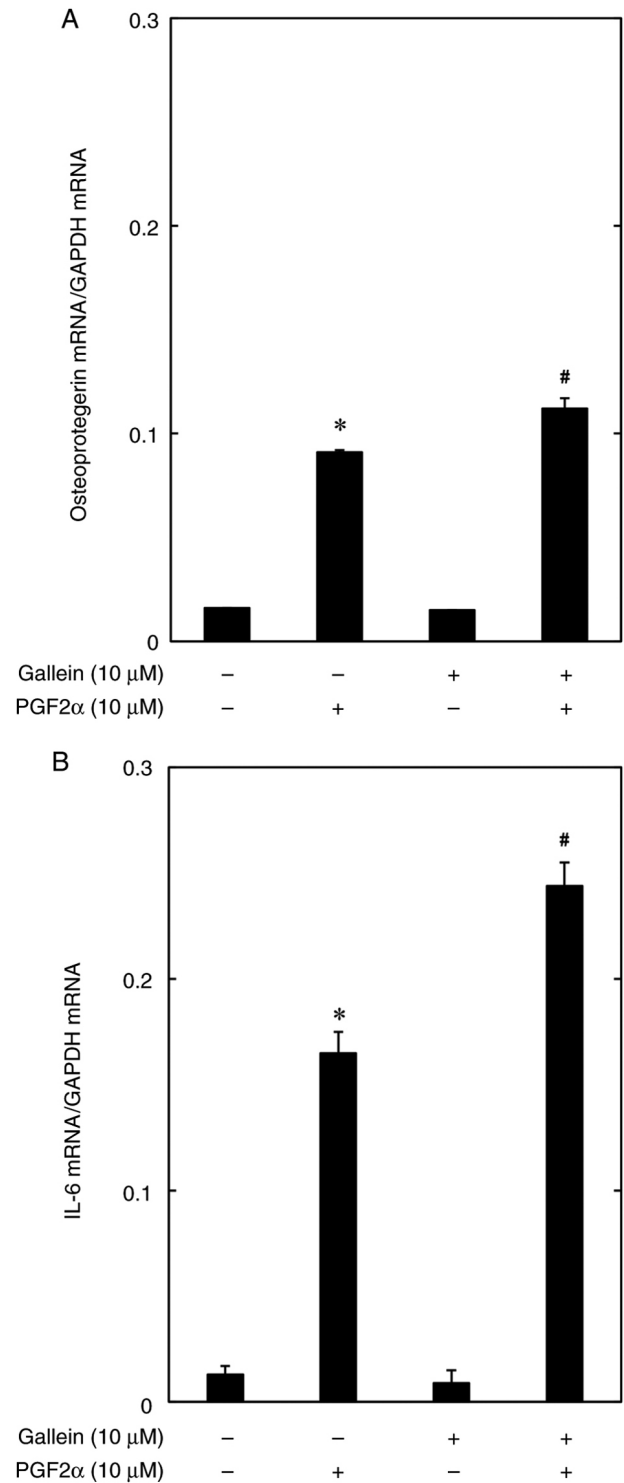 A
0.3
0.2
0.1
0
Osteoprotegerin mRNA/GAPDH mRNA
*
#
Gallein (10 μM) – – + +
PGF2α (10 μM) – + – +
B
0.3
0.2
0.1
0
IL-6 mRNA/GAPDH mRNA
*
#
Gallein (10 μM) – – + +
PGF2α (10 μM) – + – +